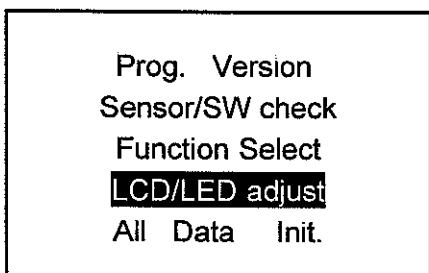 Prog. Version
Sensor/SW check
Function Select
LCD/LED adjust
All Data Init.